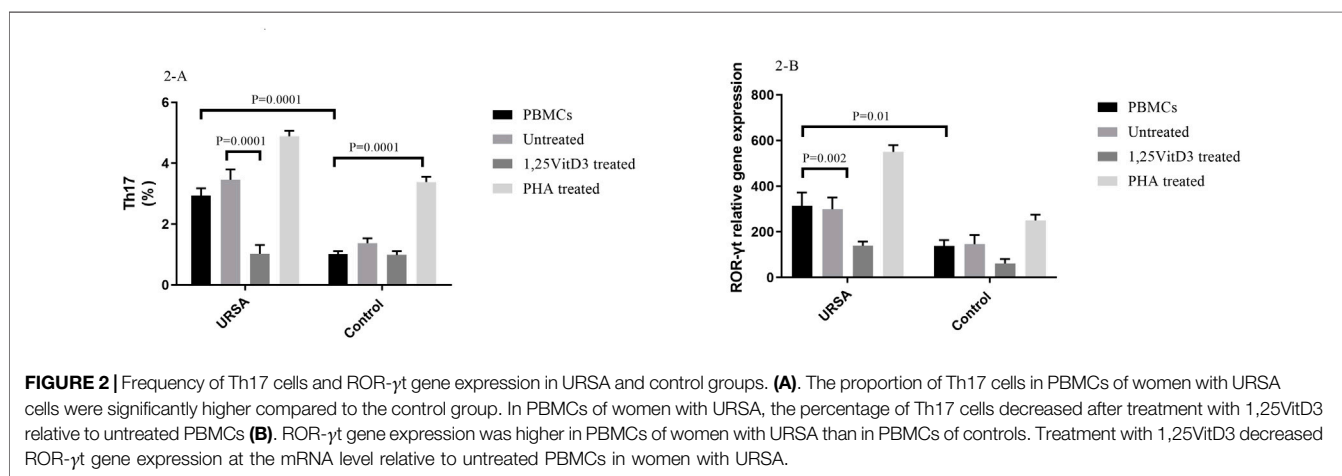 2-A
P=0.0001
P=0.0001
P=0.0001
Th17
(%)
6
4
2
0
URSA
Control
PBMCs
Untreated
1,25VitD3 treated
PHA treated
2-B
P=0.01
P=0.002
ROR-γt relative gene expression
800
600
400
200
0
URSA
Control
PBMCs
Untreated
1,25VitD3 treated
PHA treated
FIGURE 2 | Frequency of Th17 cells and ROR-γt gene expression in URSA and control groups. (A). The proportion of Th17 cells in PBMCs of women with URSA
cells were significantly higher compared to the control group. In PBMCs of women with URSA, the percentage of Th17 cells decreased after treatment with 1,25VitD3
relative to untreated PBMCs (B). ROR-γt gene expression was higher in PBMCs of women with URSA than in PBMCs of controls. Treatment with 1,25VitD3 decreased
ROR-γt gene expression at the mRNA level relative to untreated PBMCs in women with URSA.